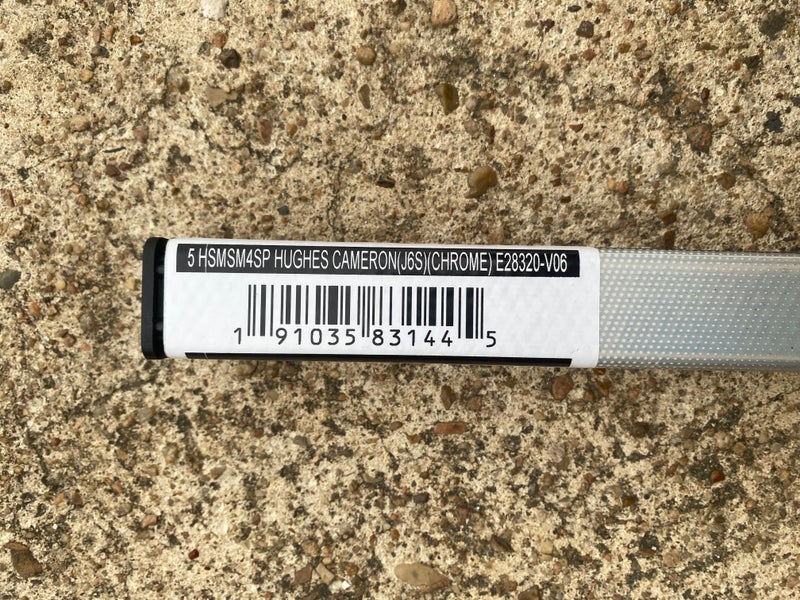 5 HSMSM4SP HUGHES CAMERON(J6S)(CHROME) E28320-V06
1 91035 83144 5